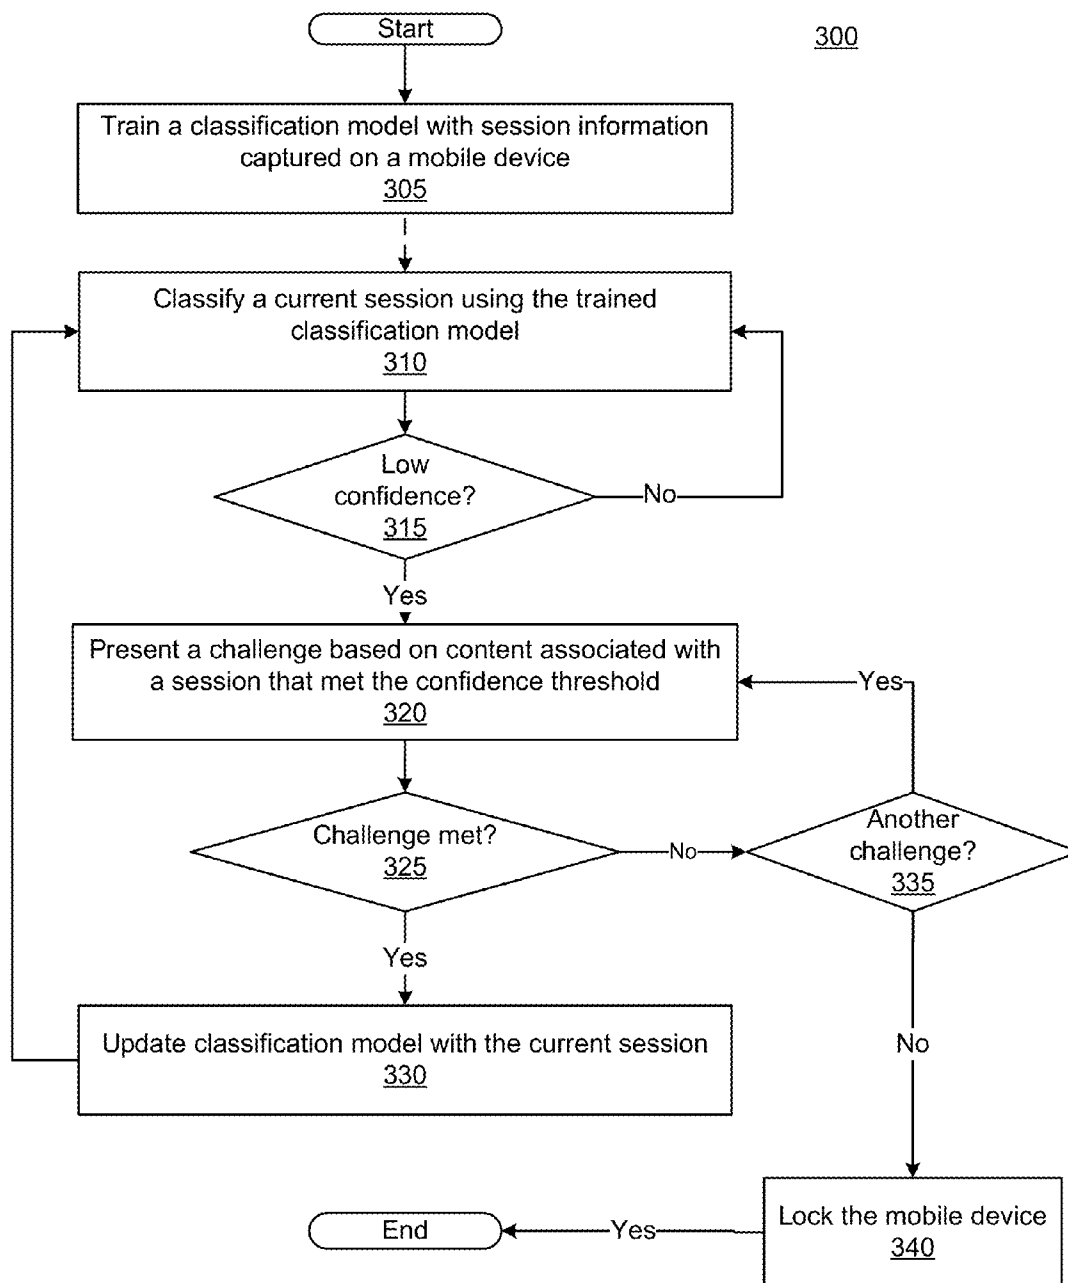 Start
300
Train a classification model with session information
captured on a mobile device
305
Classify a current session using the trained
classification model
310
Low
confidence?
315
No
Yes
Present a challenge based on content associated with
a session that met the confidence threshold
320
Yes
Challenge met?
325
No
Another
challenge?
335
Yes
No
Update classification model with the current session
330
Lock the mobile device
340
Yes
End